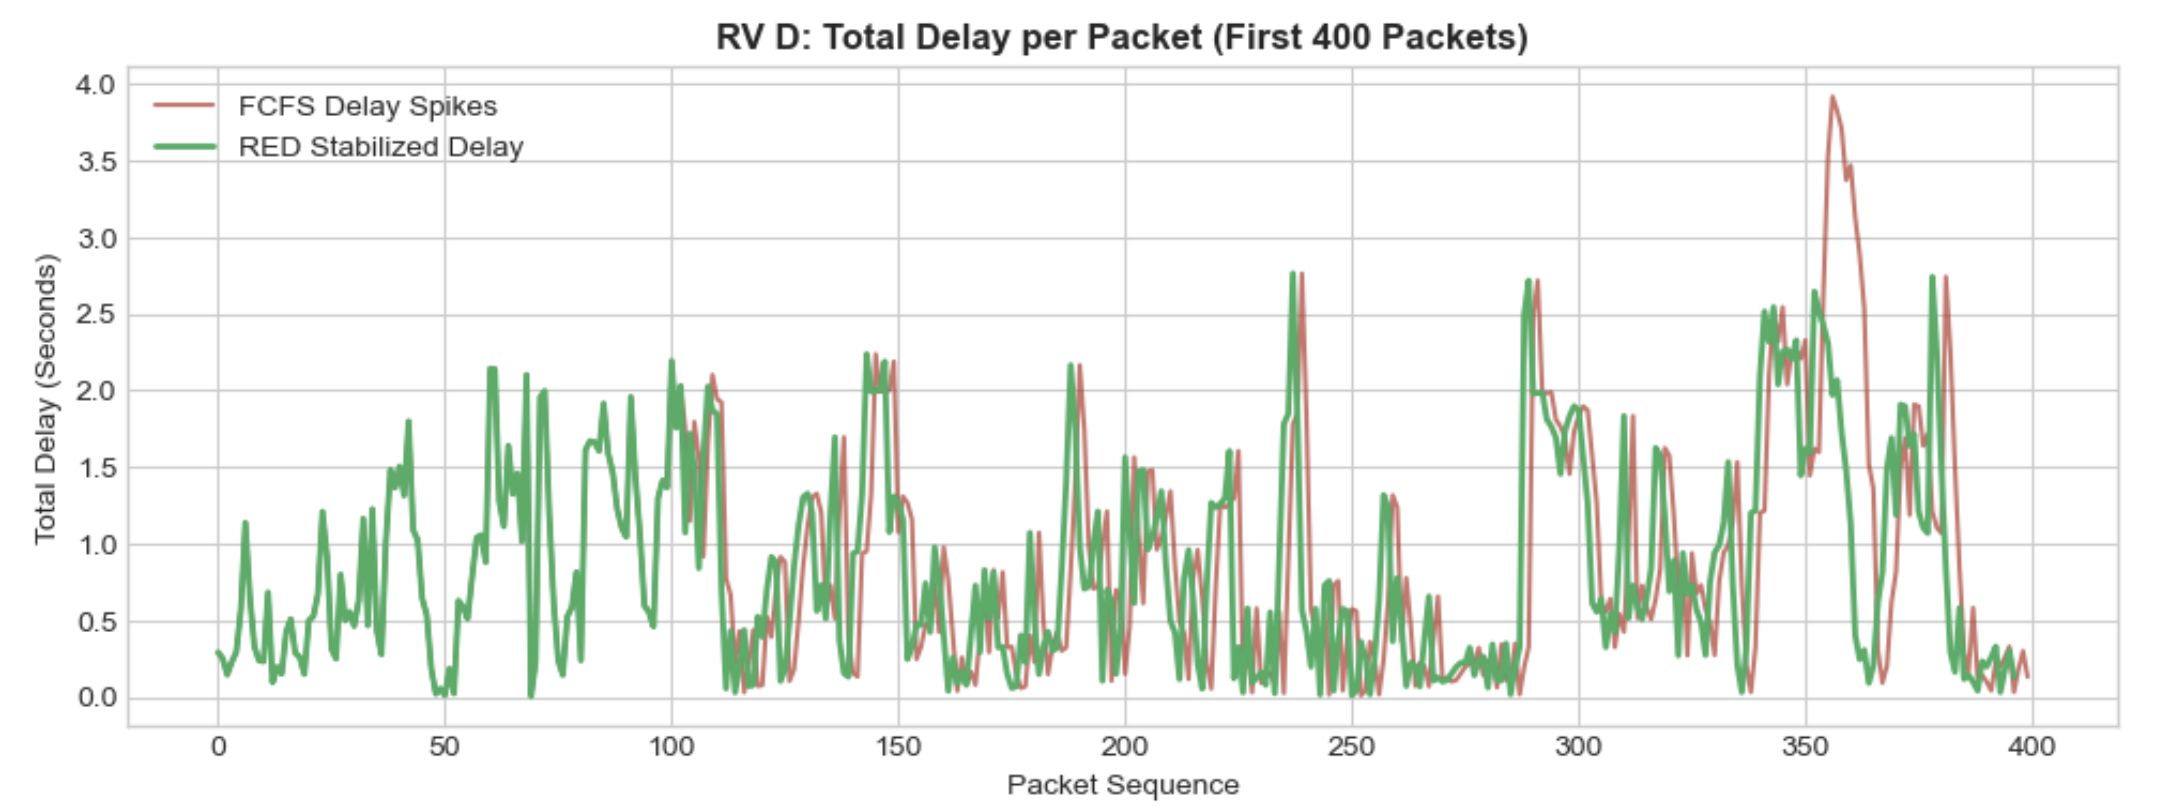 RV D: Total Delay per Packet (First 400 Packets)
4.0
3.5
3.0
2.5
2.0
1.5
1.0
0.5
0.0
Total Delay (Seconds)
FCFS Delay Spikes
RED Stabilized Delay
0 50 100 150 200 250 300 350 400
Packet Sequence